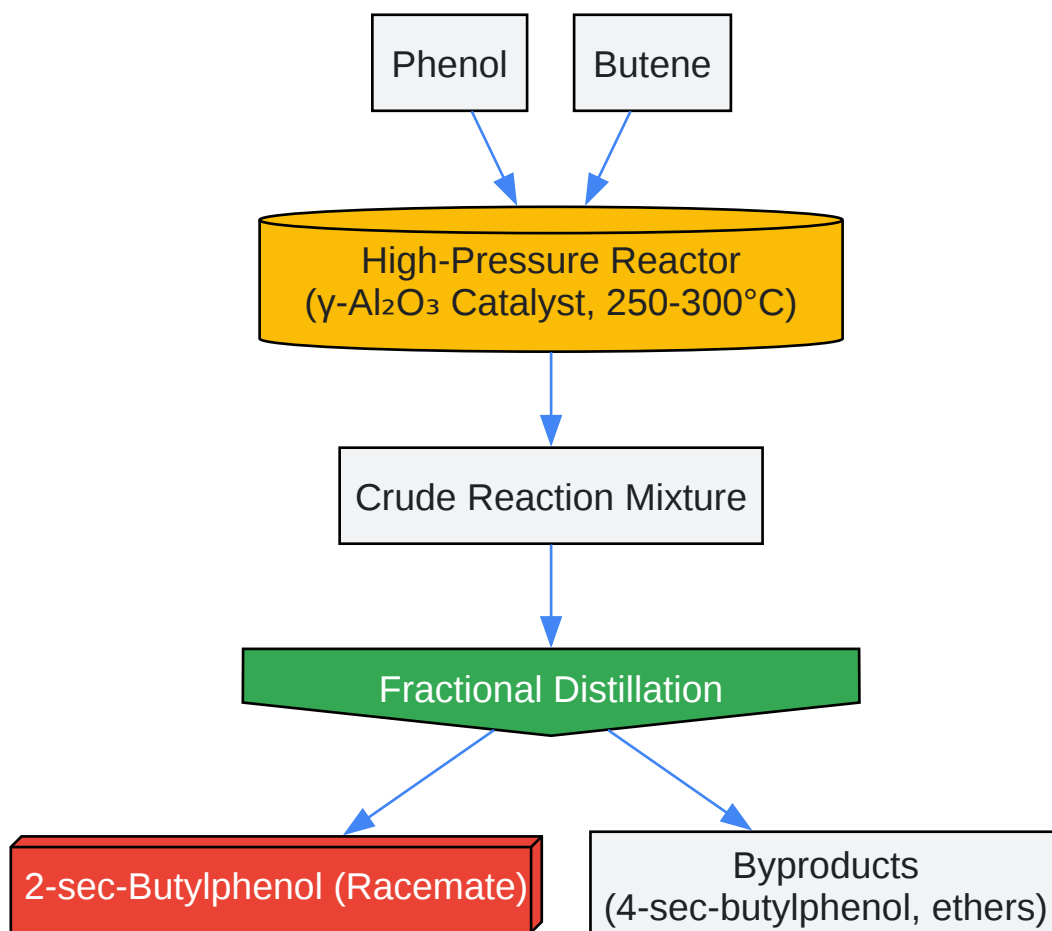 Phenol
Butene
High-Pressure Reactor
(γ-Al₂O₃ Catalyst, 250-300°C)
Crude Reaction Mixture
Fractional Distillation
2-sec-Butylphenol (Racemate)
Byproducts
(4-sec-butylphenol, ethers)